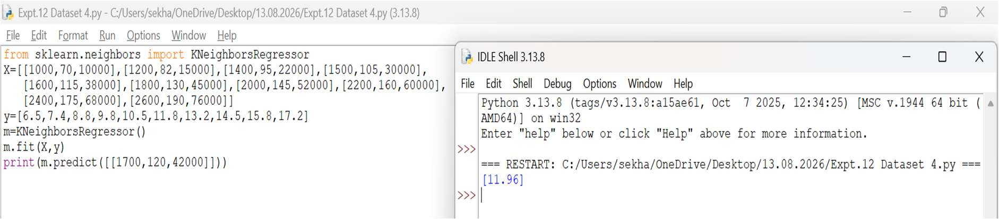 Expt.12 Dataset 4.py - C:/Users/sekha/OneDrive/Desktop/13.08.2026/Expt.12 Dataset 4.py (3.13.8)
File Edit Format Run Options Window Help
from sklearn.neighbors import KNeighborsRegressor
X=[[1000,70,10000],[1200,82,15000],[1400,95,22000],[1500,105,30000],
[1600,115,38000],[1800,130,45000],[2000,145,52000],[2200,160,60000],
[2400,175,68000],[2600,190,76000]]
y=[6.5,7.4,8.8,9.8,10.5,11.8,13.2,14.5,15.8,17.2]
m=KNeighborsRegressor()
m.fit(X,y)
print(m.predict([[1700,120,42000]]))
IDLE Shell 3.13.8
File Edit Shell Debug Options Window Help
Python 3.13.8 (tags/v3.13.8:a15ae61, Oct  7 2025, 12:34:25) [MSC v.1944 64 bit (
AMD64)] on win32
Enter "help" below or click "Help" above for more information.
>>>
=== RESTART: C:/Users/sekha/OneDrive/Desktop/13.08.2026/Expt.12 Dataset 4.py ===
[11.96]
>>>